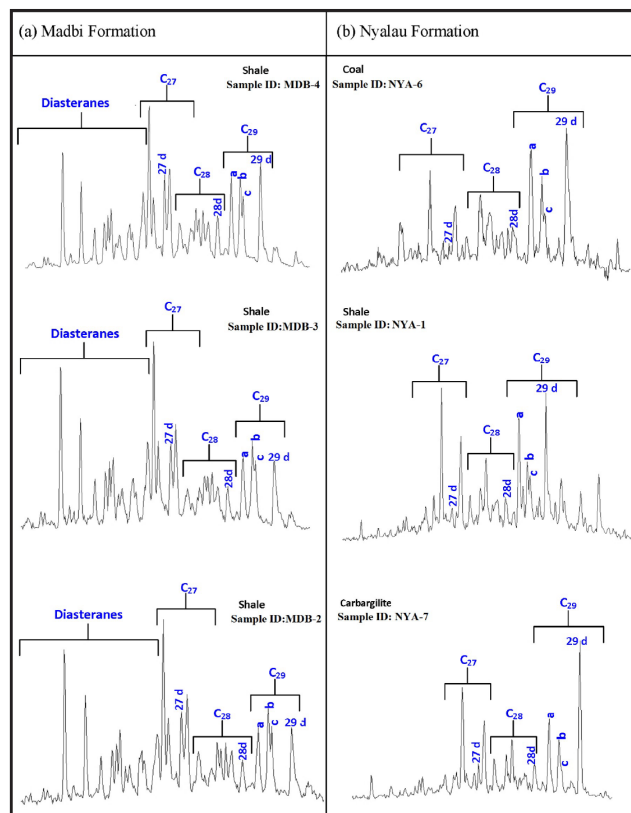 (a) Madbi Formation
Shale
Sample ID: MDB-4
Diasteranes
C27
27 d
C28
28d
C29
a
b
c
29 d
Shale
Sample ID:MDB-3
Diasteranes
C27
27 d
C28
28d
C29
a
b
c
29 d
Shale
Sample ID:MDB-2
Diasteranes
C27
27 d
C28
28d
C29
a
b
c
29 d
(b) Nyalau Formation
Coal
Sample ID: NYA-6
C27
27 d
C28
28d
C29
a
b
c
29 d
Shale
Sample ID: NYA-1
C27
27 d
C28
28d
C29
a
b
c
29 d
Carbargilite
Sample ID: NYA-7
C27
27 d
C28
28d
C29
a
b
c
29 d